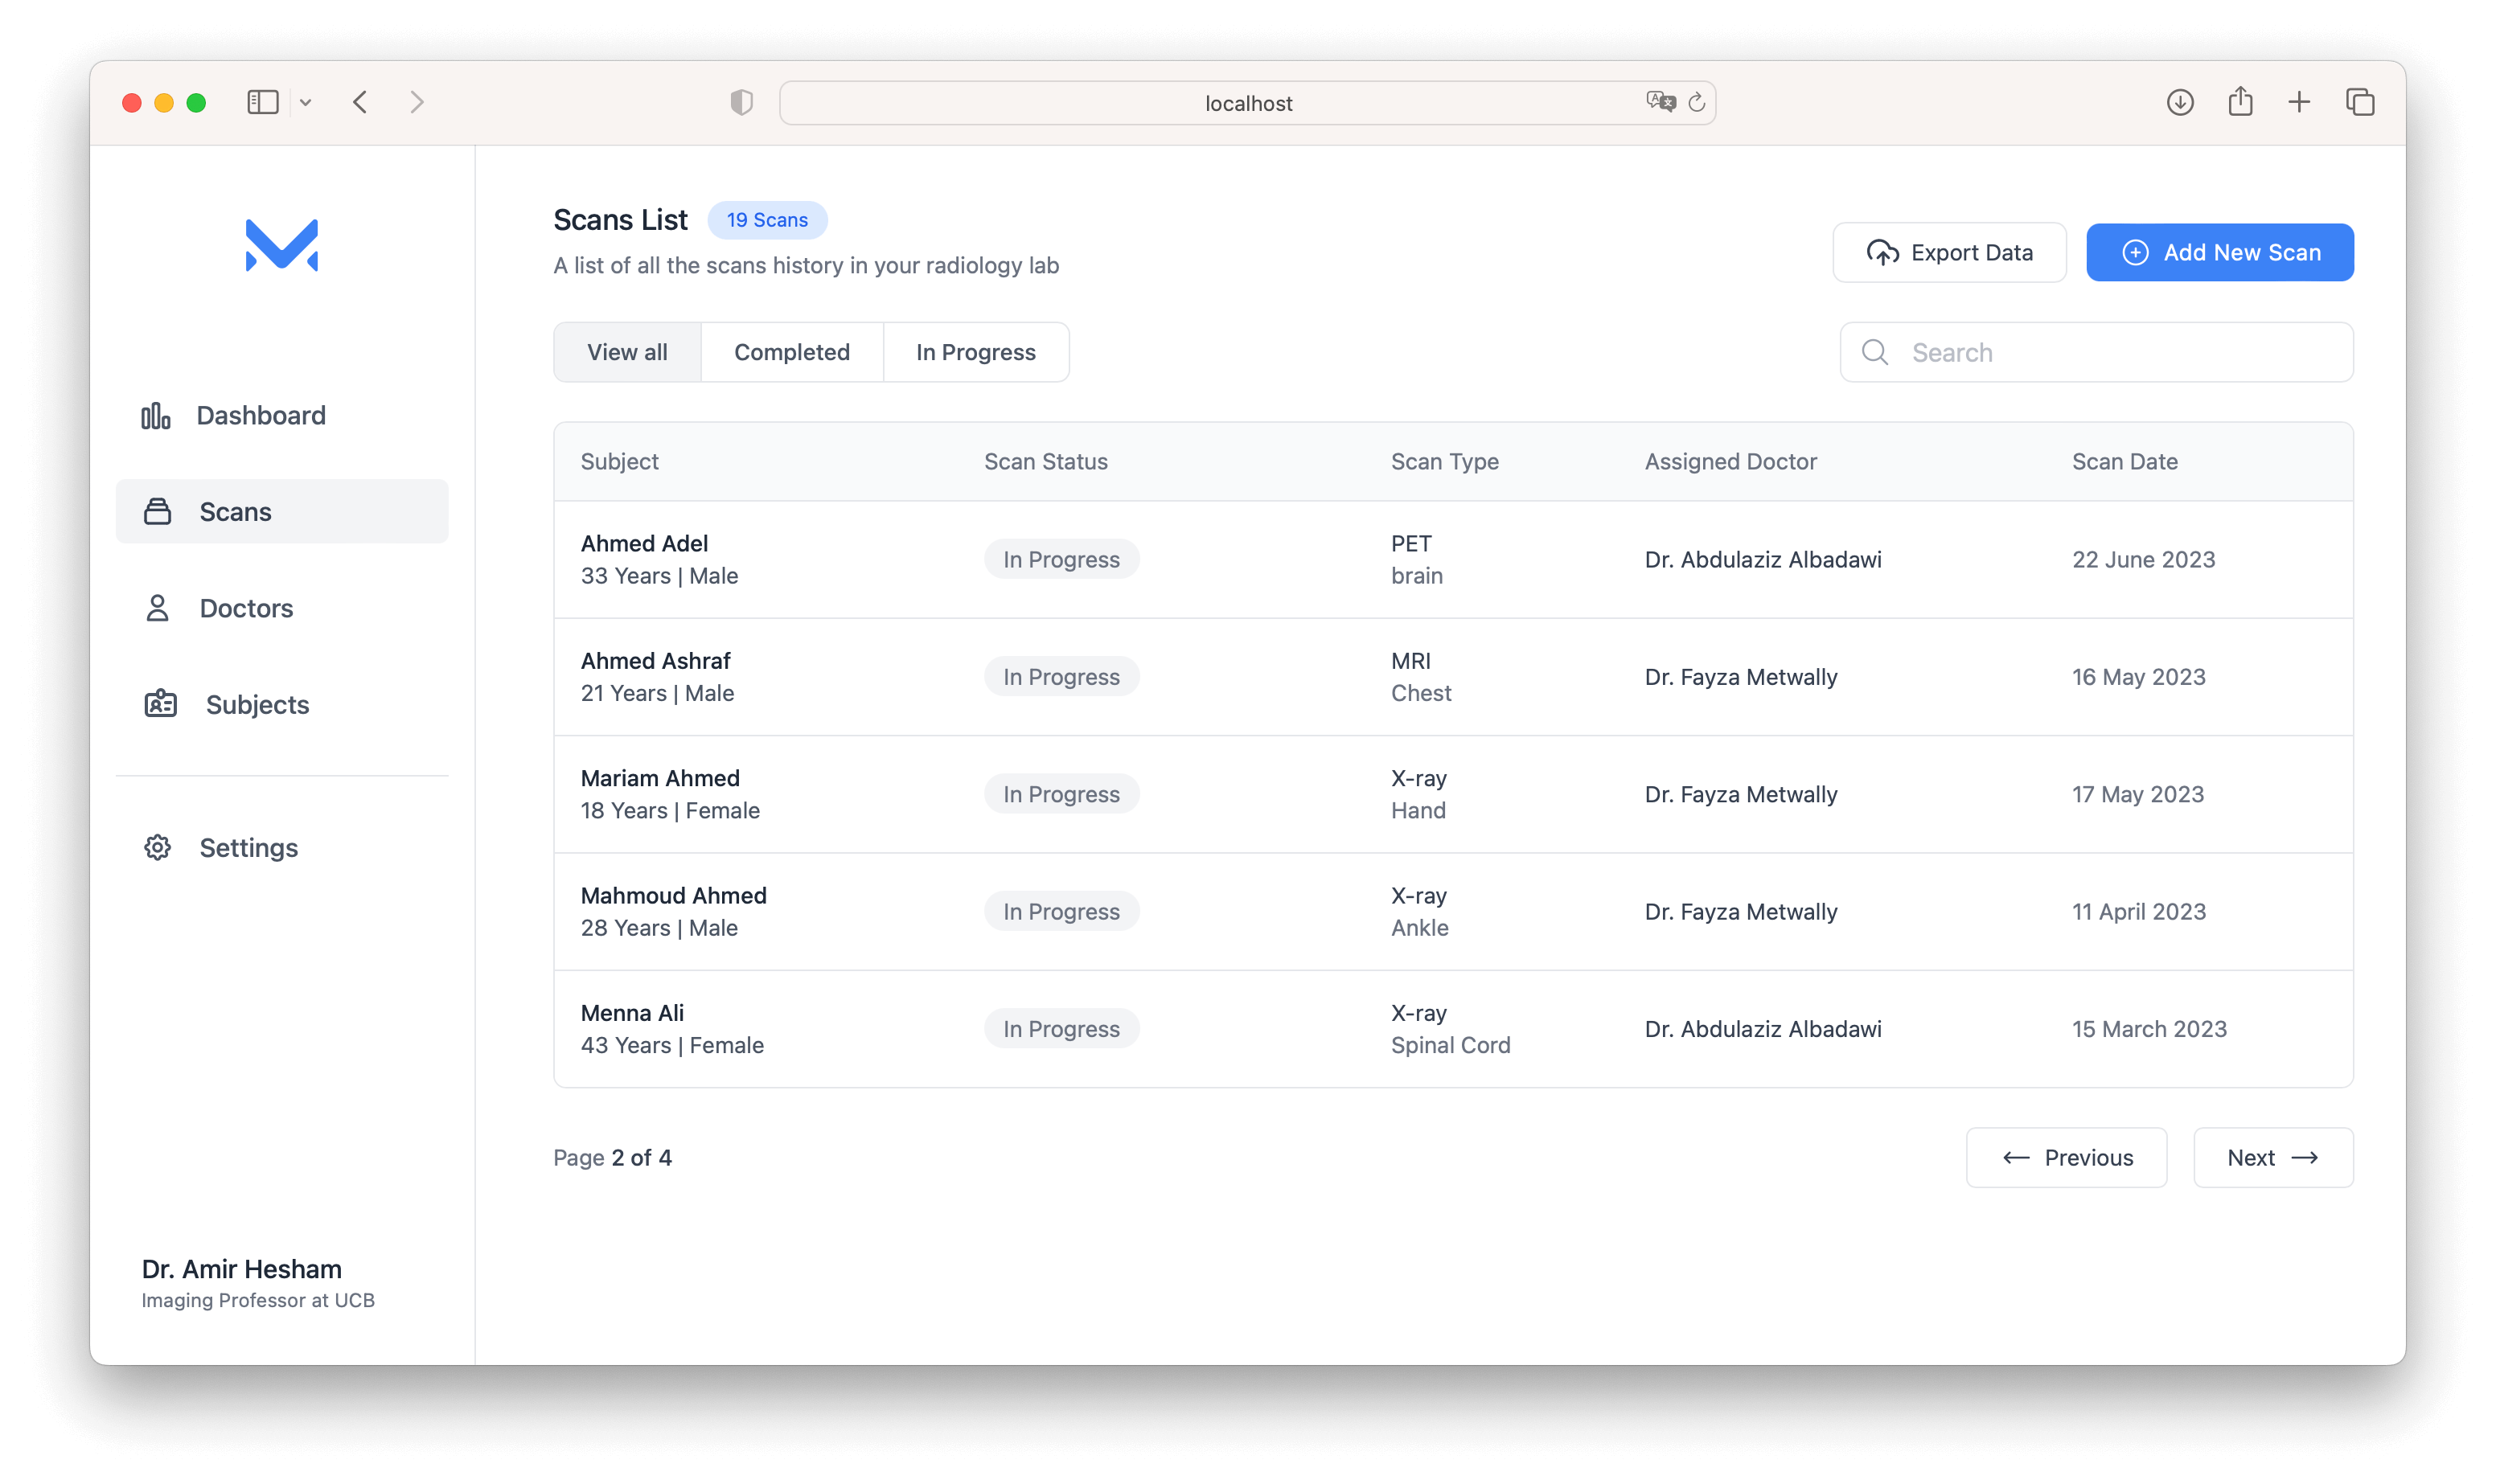 localhost
Scans List 19 Scans
A list of all the scans history in your radiology lab
Export Data
Add New Scan
View all Completed In Progress
Search
Dashboard
Scans
Doctors
Subjects
Settings
Subject Scan Status Scan Type Assigned Doctor Scan Date
Ahmed Adel
33 Years | Male
In Progress
PET
brain
Dr. Abdulaziz Albadawi
22 June 2023
Ahmed Ashraf
21 Years | Male
In Progress
MRI
Chest
Dr. Fayza Metwally
16 May 2023
Mariam Ahmed
18 Years | Female
In Progress
X-ray
Hand
Dr. Fayza Metwally
17 May 2023
Mahmoud Ahmed
28 Years | Male
In Progress
X-ray
Ankle
Dr. Fayza Metwally
11 April 2023
Menna Ali
43 Years | Female
In Progress
X-ray
Spinal Cord
Dr. Abdulaziz Albadawi
15 March 2023
Page 2 of 4
← Previous
Next →
Dr. Amir Hesham
Imaging Professor at UCB